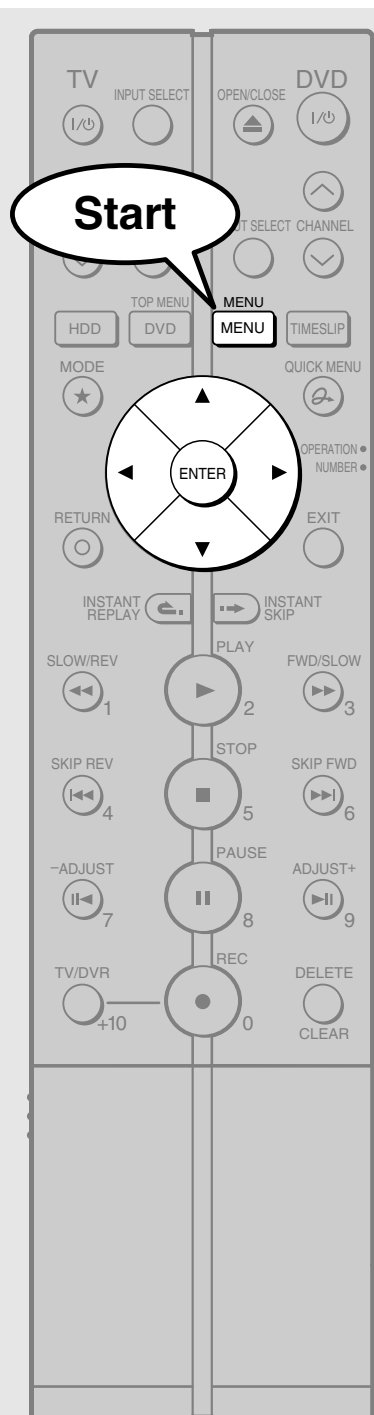 TV
DVD
INPUT SELECT
OPEN/CLOSE
I/
I/
Start
T SELECT
CHANNEL
TOP MENU
MENU
HDD
DVD
MENU
TIMESLIP
MODE
QUICK MENU
ENTER
OPERATION
NUMBER
RETURN
EXIT
INSTANT
REPLAY
INSTANT
SKIP
SLOW/REV
PLAY
FWD/SLOW
1
2
3
SKIP REV
STOP
SKIP FWD
4
5
6
–ADJUST
PAUSE
ADJUST+
7
8
9
TV/DVR
REC
DELETE
+10
0
CLEAR